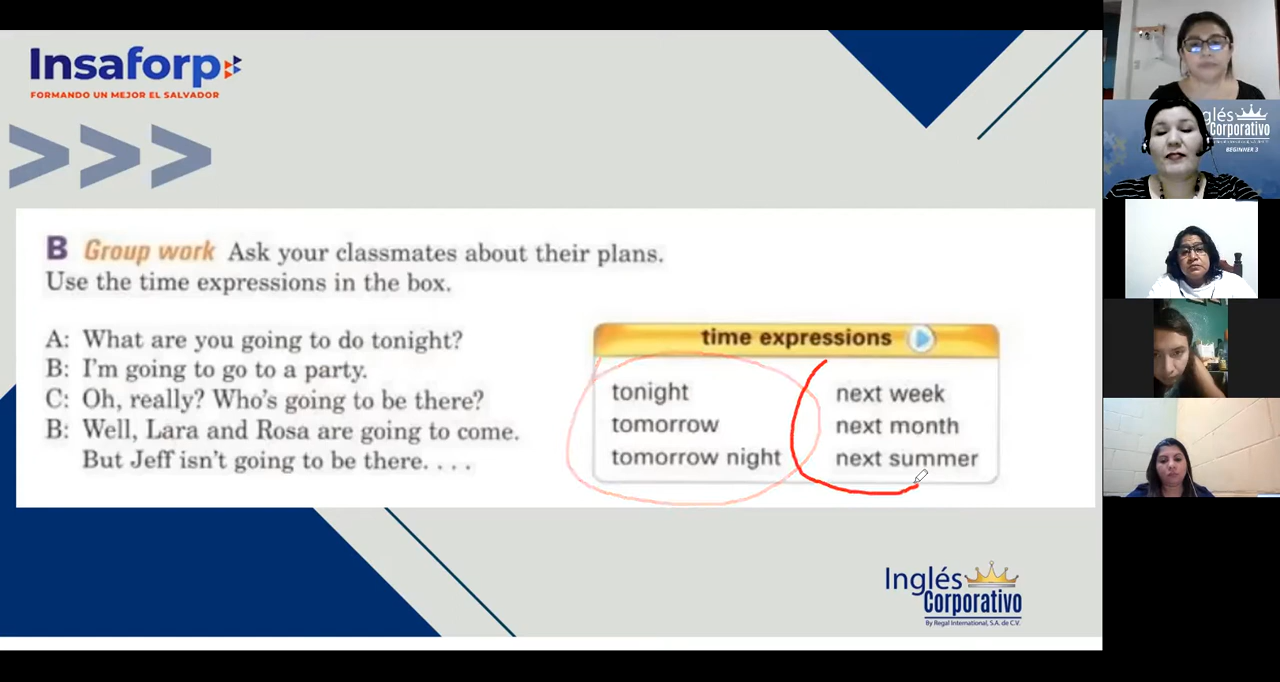 Insaforp
FORMANDO UN MEJOR EL SALVADOR
B Group work Ask your classmates about their plans.
Use the time expressions in the box.
A: What are you going to do tonight?
B: I'm going to go to a party.
C: Oh, really? Who's going to be there?
B: Well, Lara and Rosa are going to come.
But Jeff isn't going to be there. . . .
time expressions
tonight
tomorrow
tomorrow night
next week
next month
next summer
Inglés
Corporativo
By Regal International, S.A. de C.V.
glés
Corporativo
BEGINNER 3